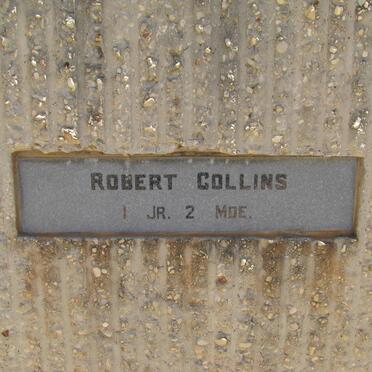 ROBERT COLLINS
1 JR. 2 MDE.